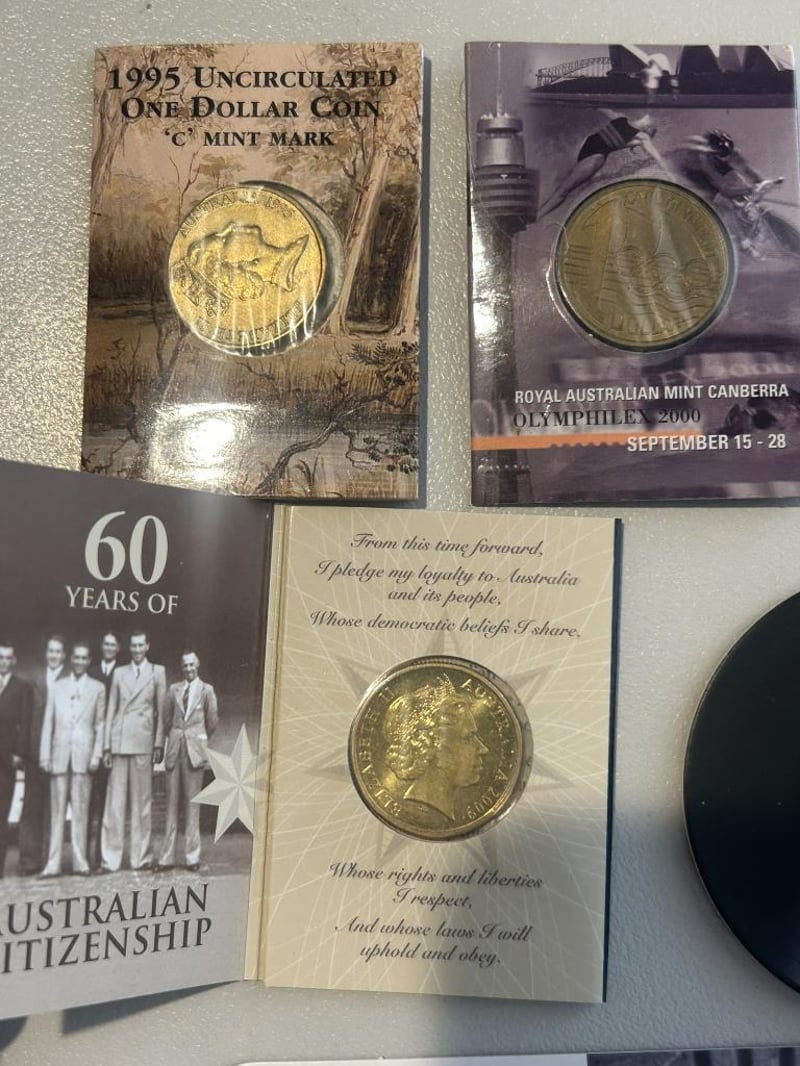 1995 UNCIRCULATED
ONE DOLLAR COIN
'C' MINT MARK
AUSTRALIA 1995
ROYAL AUSTRALIAN MINT CANBERRA
OLYMPHILEX 2000
SEPTEMBER 15 - 28
60
YEARS OF
AUSTRALIAN
ITIZENSHIP
From this time forward,
I pledge my loyalty to Australia
and its people,
Whose democratic beliefs I share,
ELIZABETH II AUSTRALIA 2009
Whose rights and liberties
I respect,
And whose laws I will
uphold and obey.